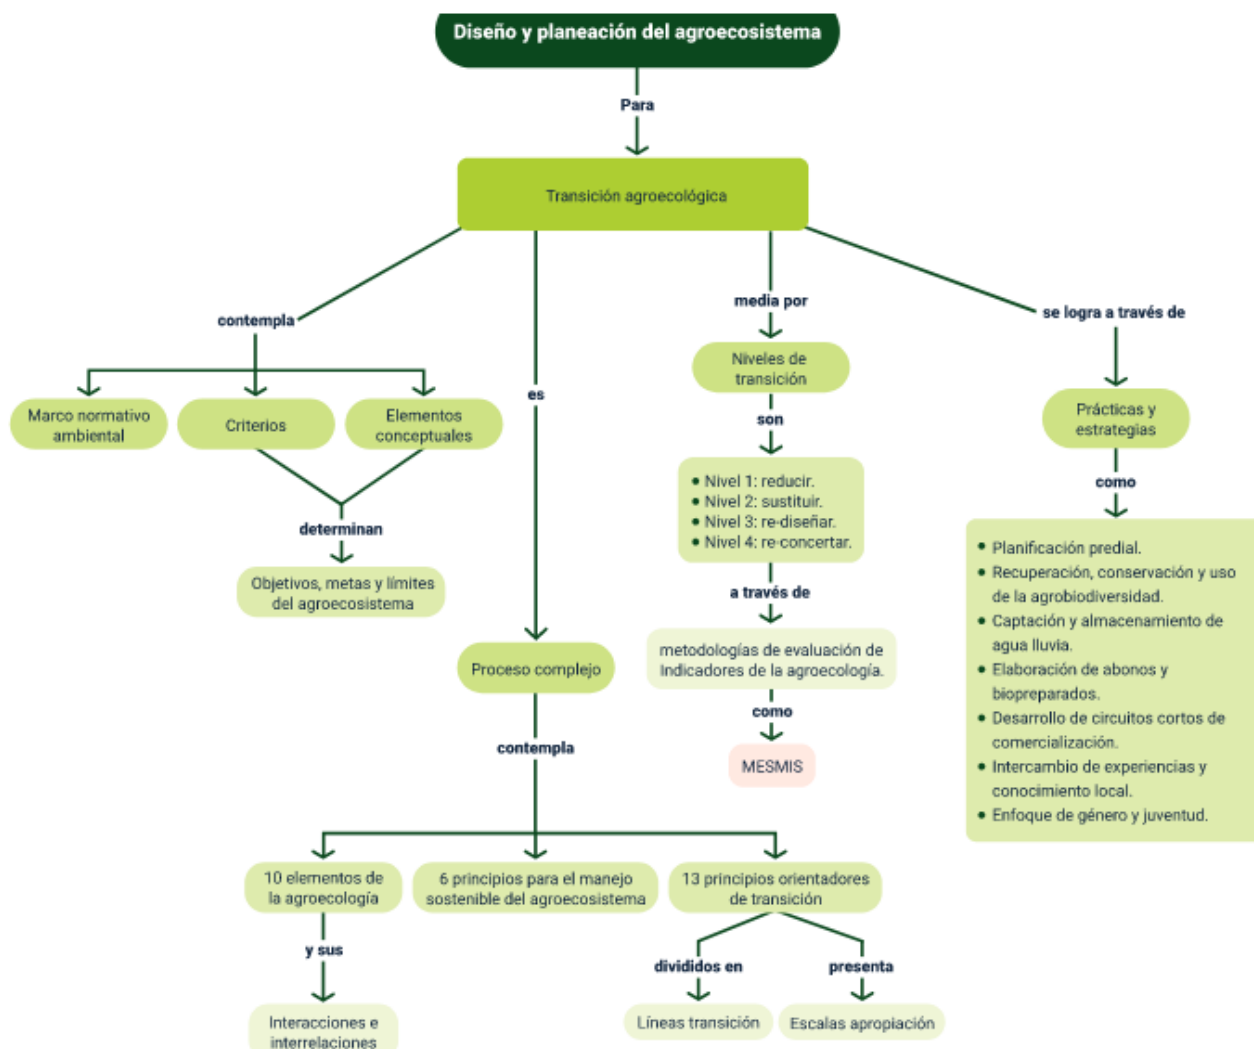 Diseño y planeación del agroecosistema
Para
Transición agroecológica
contempla
Marco normativo
ambiental
Criterios
Elementos
conceptuales
determinan
Objetivos, metas y límites
del agroecosistema
es
Proceso complejo
contempla
10 elementos de
la agroecología
y sus
Interacciones e
interrelaciones
6 principios para el manejo
sostenible del agroecosistema
13 principios orientadores
de transición
divididos en
Líneas transición
presenta
Escalas apropiación
media por
Niveles de
transición
son
• Nivel 1: reducir.
• Nivel 2: sustituir.
• Nivel 3: re-diseñar.
• Nivel 4: re-concertar.
a través de
metodologías de evaluación de
Indicadores de la agroecología.
como
MESMIS
se logra a través de
Prácticas y
estrategias
como
• Planificación predial.
• Recuperación, conservación y uso
de la agrobiodiversidad.
• Captación y almacenamiento de
agua lluvia.
• Elaboración de abonos y
biopreparados.
• Desarrollo de circuitos cortos de
comercialización.
• Intercambio de experiencias y
conocimiento local.
• Enfoque de género y juventud.